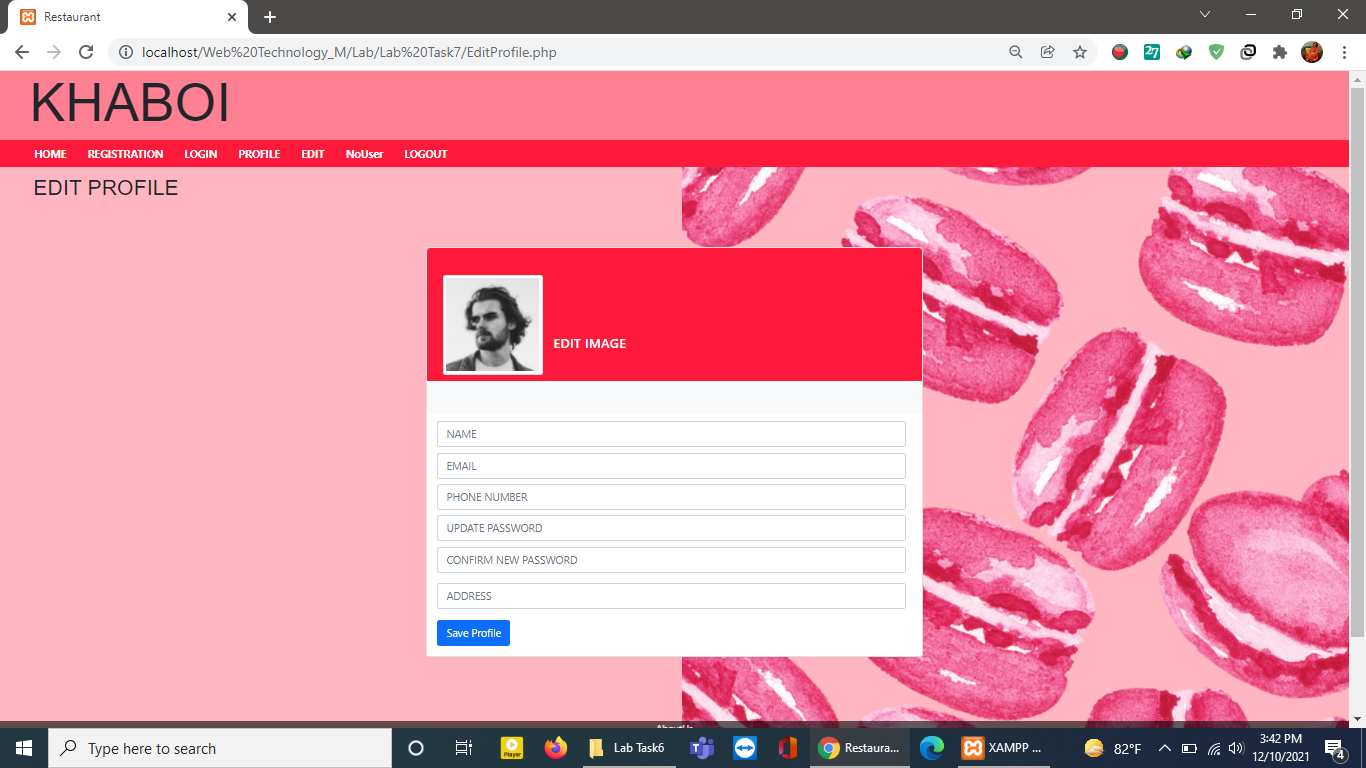 Restaurant
localhost/Web%20Technology_M/Lab/Lab%20Task7/EditProfile.php
27
KHABOI
HOME REGISTRATION LOGIN PROFILE EDIT NoUser LOGOUT
EDIT PROFILE
EDIT IMAGE
NAME
EMAIL
PHONE NUMBER
UPDATE PASSWORD
CONFIRM NEW PASSWORD
ADDRESS
Save Profile
Type here to search
Player
Lab Task6
Restaura...
XAMPP ...
82°F
3:42 PM
12/10/2021
4